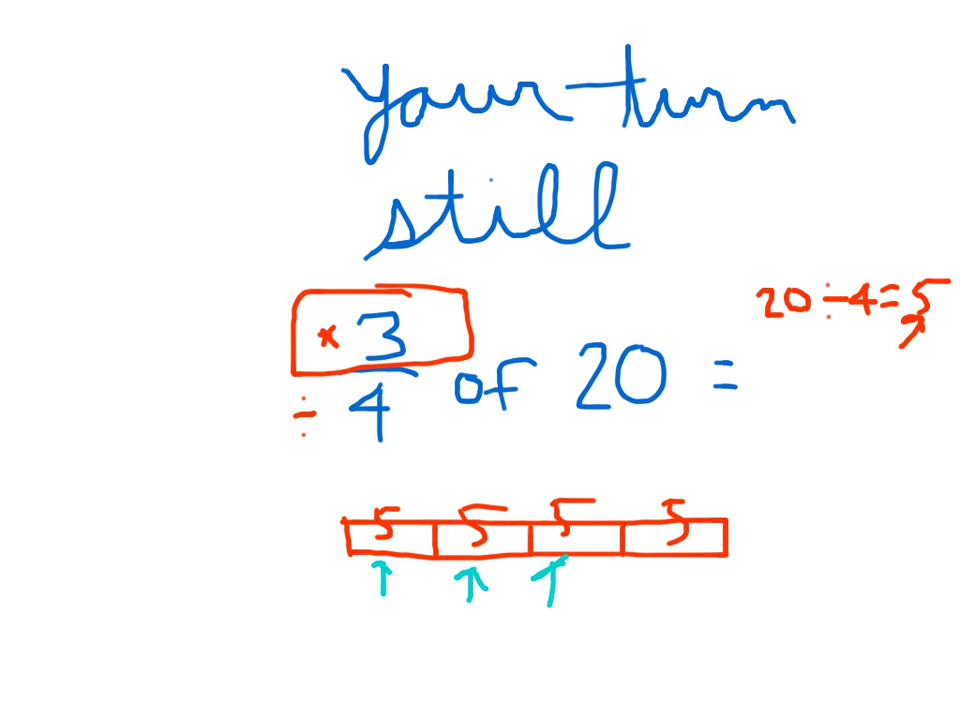 your turn
still
× 3
20 ÷ 4 = 5
÷ 4 of 20 =
5 5 5 5